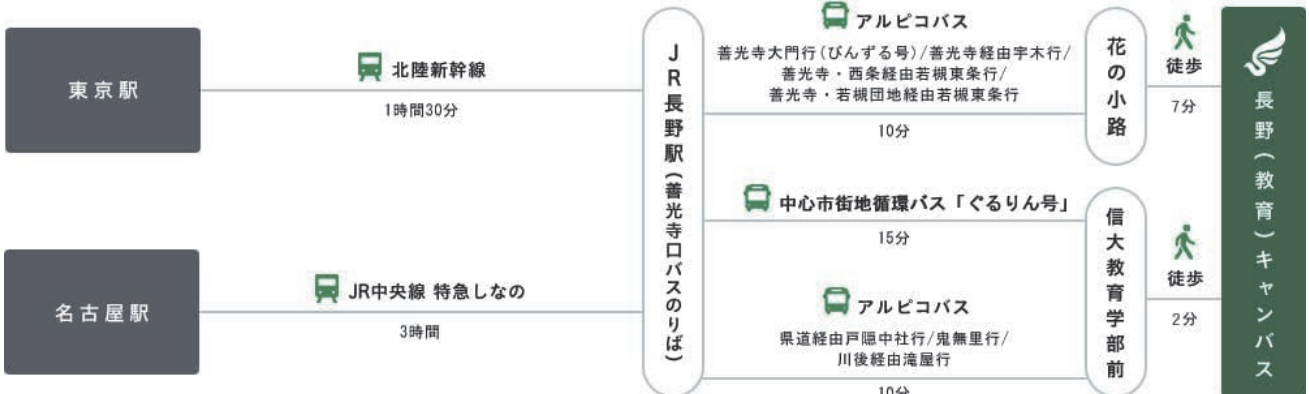 東京駅
北陸新幹線
1時間30分
名古屋駅
JR中央線 特急しなの
3時間
JR長野駅(善光寺口バスのりば)
アルピコバス
善光寺大門行(びんずる号)/善光寺経由宇木行/
善光寺・西条経由若槻東条行/
善光寺・若槻団地経由若槻東条行
10分
花の小路
徒歩
7分
中心市街地循環バス「ぐるりん号」
15分
アルピコバス
県道経由戸隠中社行/鬼無里行/
川後経由滝屋行
10分
信大教育学部前
徒歩
2分
長野(教育)キャンバス